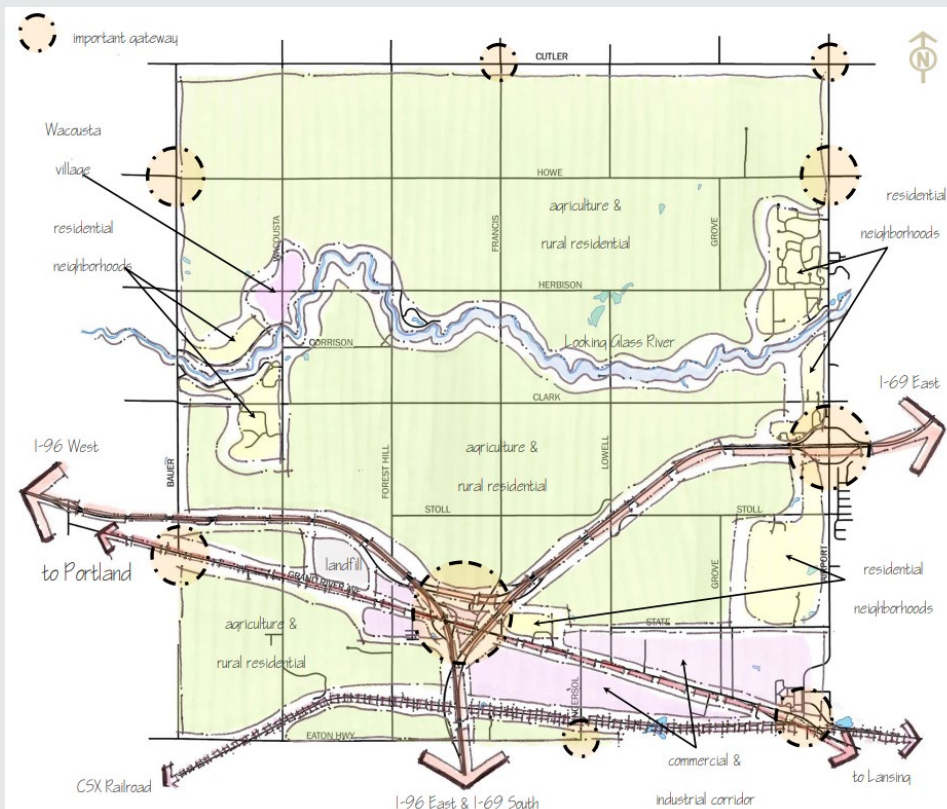 important gateway
CUTLER
N
Wacousta
village
HOWE
residential
neighborhoods
agriculture &
rural residential
WACOUSTA
FRANCIS
GROVE
residential
neighborhoods
HERBISON
CORRISON
Looking Glass River
CLARK
I-69 East
I-96 West
BAUER
FOREST HILL
agriculture &
rural residential
LOWELL
STOLL
STOLL
to Portland
landfill
GRAND RIVER AVE
GROVE
AIRPORT
residential
neighborhoods
agriculture &
rural residential
STATE
INGERSOL
EATON HWY
CSX Railroad
I-96 East & I-69 South
commercial &
industrial corridor
to Lansing